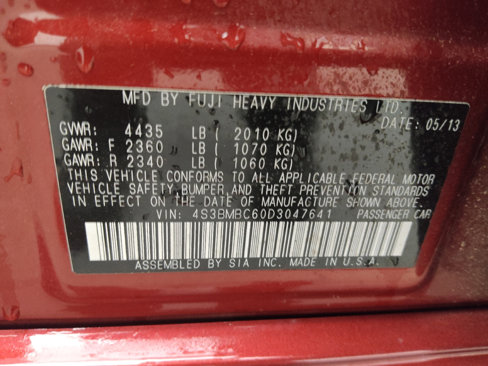 MFD BY FUJI HEAVY INDUSTRIES LTD.
DATE: 05/13
GVWR: 4435 LB ( 2010 KG)
GAWR: F 2360 LB ( 1070 KG)
GAWR: R 2340 LB ( 1060 KG)
THIS VEHICLE CONFORMS TO ALL APPLICABLE FEDERAL MOTOR
VEHICLE SAFETY, BUMPER, AND THEFT PREVENTION STANDARDS
IN EFFECT ON THE DATE OF MANUFACTURE SHOWN ABOVE.
VIN: 4S3BMBC60D3047641 PASSENGER CAR
ASSEMBLED BY SIA INC. MADE IN U.S.A.